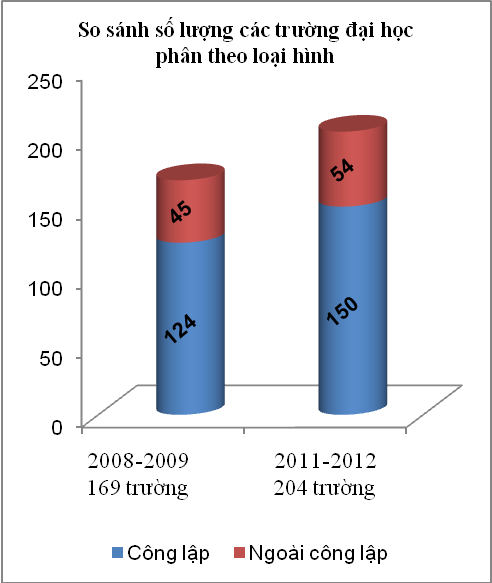 So sánh số lượng các trường đại học
phân theo loại hình
250
200
150
100
50
0
45
124
54
150
2008-2009
169 trường
2011-2012
204 trường
Công lập
Ngoài công lập